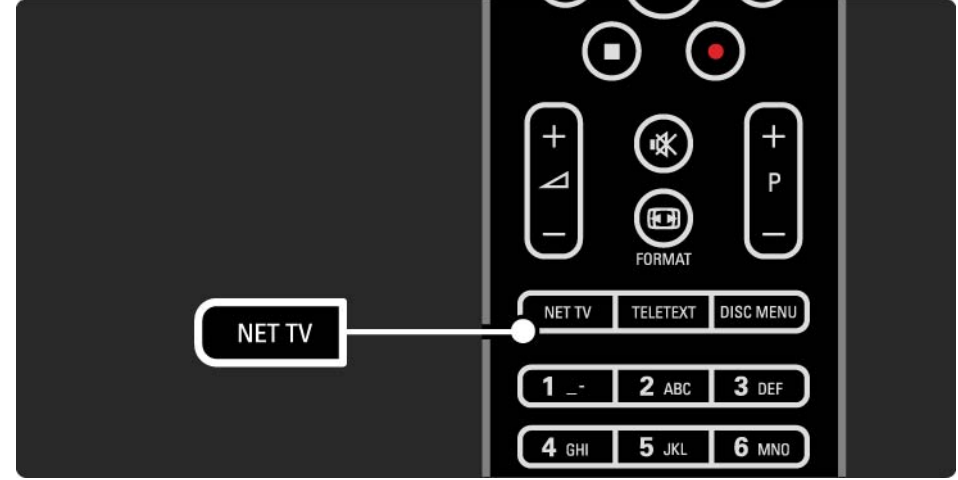 + +
P
− −
FORMAT
NET TV TELETEXT DISC MENU
NET TV
1 _- 2 ABC 3 DEF
4 GHI 5 JKL 6 MNO